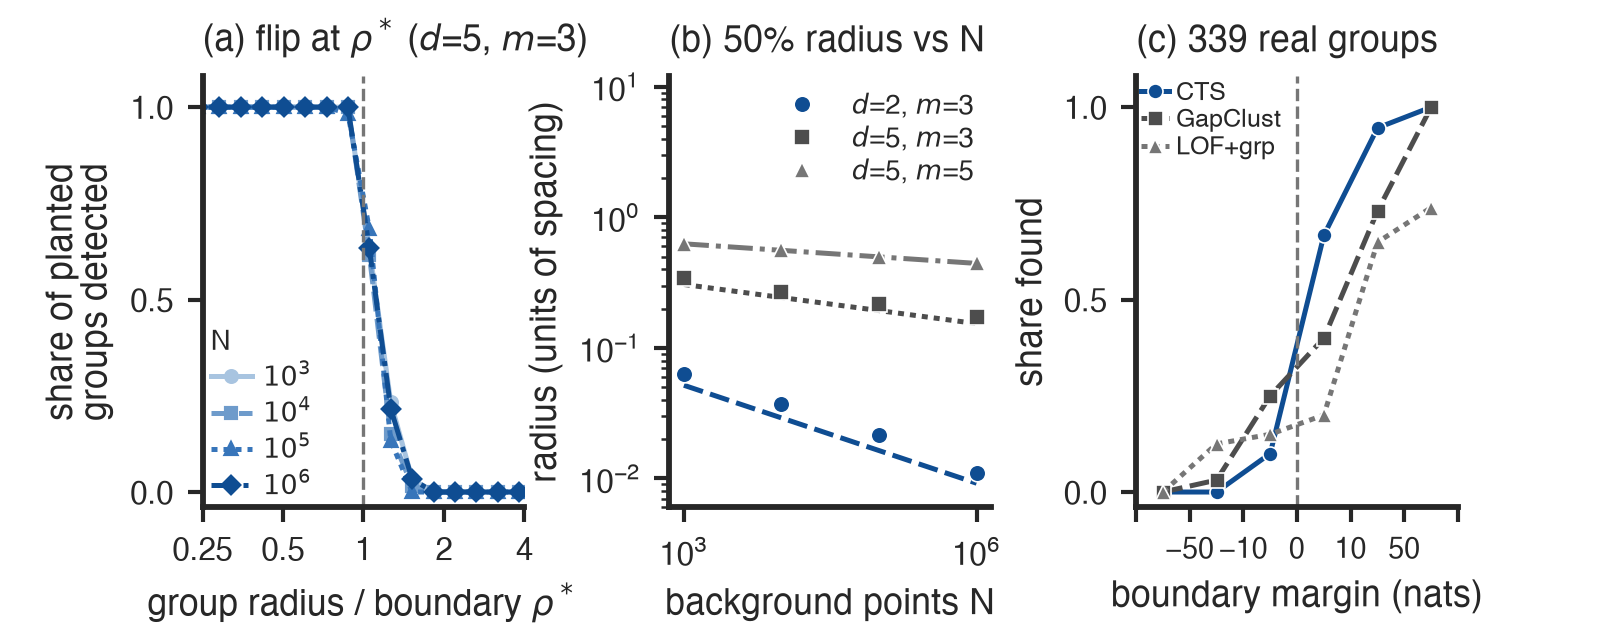 (a) flip at ρ* (d=5, m=3)
share of planted
groups detected
1.0
0.5
0.0
N
10³
10⁴
10⁵
10⁶
0.25 0.5 1 2 4
group radius / boundary ρ*
(b) 50% radius vs N
radius (units of spacing)
10¹
10⁰
10⁻¹
10⁻²
d=2, m=3
d=5, m=3
d=5, m=5
10³ 10⁶
background points N
(c) 339 real groups
share found
1.0
0.5
0.0
CTS
GapClust
LOF+grp
−50 −10 0 10 50
boundary margin (nats)